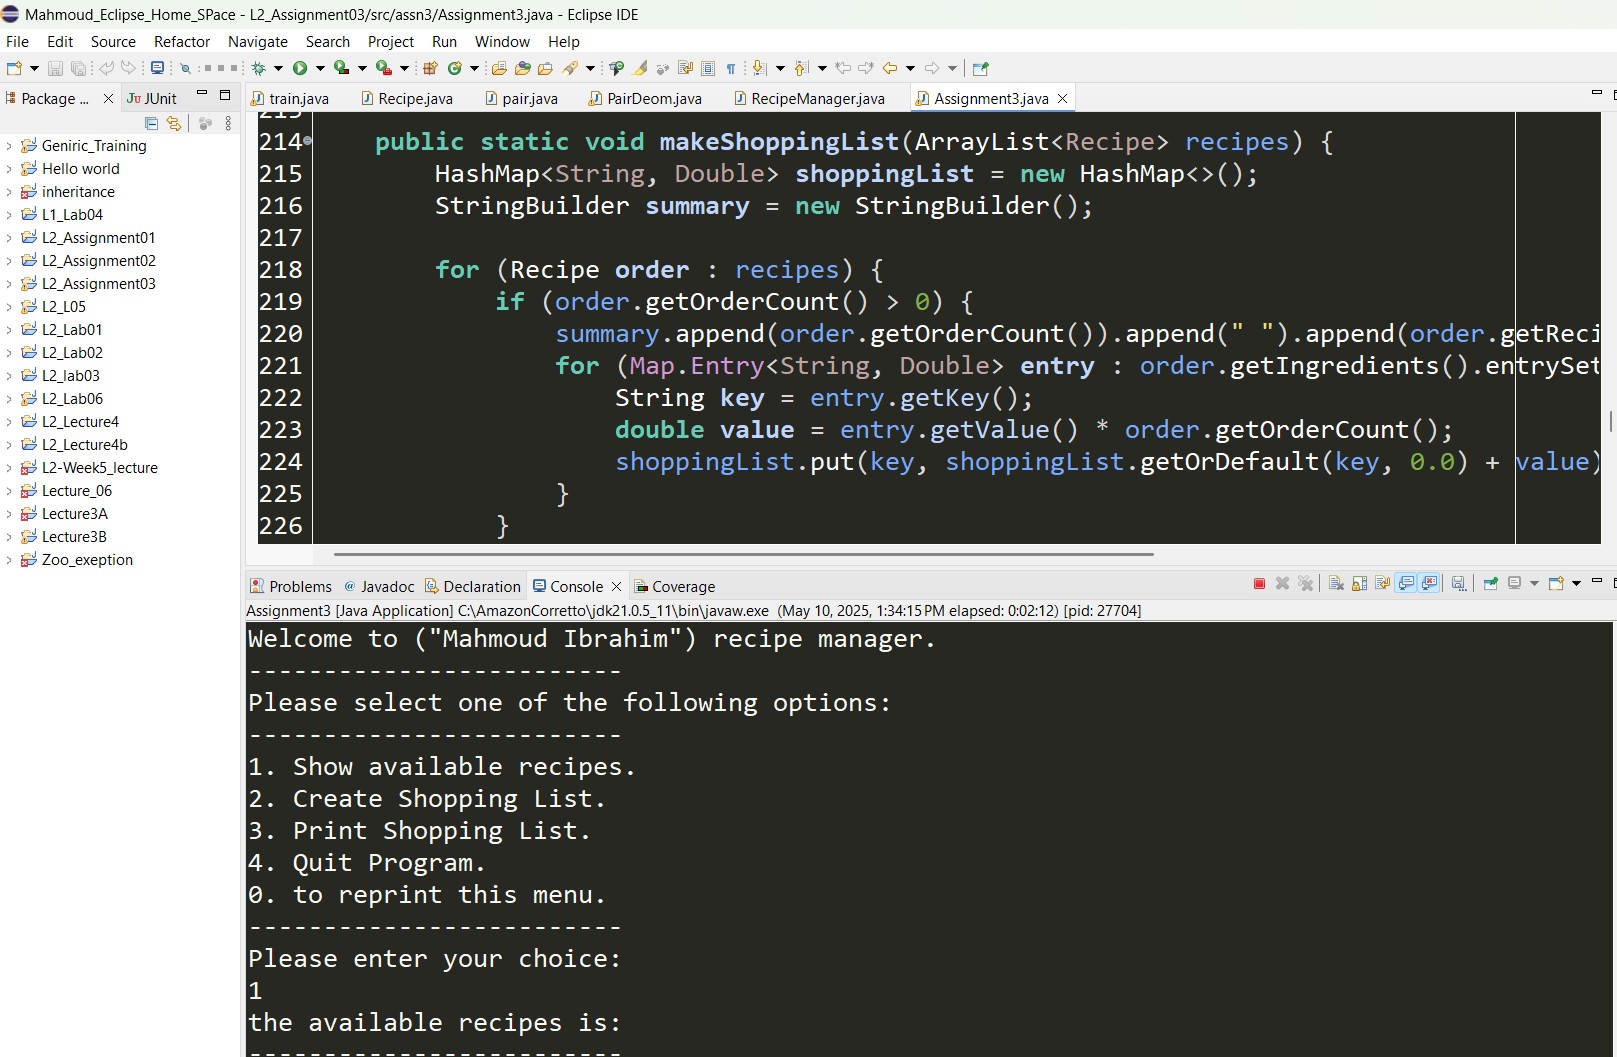 Mahmoud_Eclipse_Home_SPace - L2_Assignment03/src/assn3/Assignment3.java - Eclipse IDE
File Edit Source Refactor Navigate Search Project Run Window Help
Package ... JUnit
Geniric_Training
Hello world
inheritance
L1_Lab04
L2_Assignment01
L2_Assignment02
L2_Assignment03
L2_L05
L2_Lab01
L2_Lab02
L2_lab03
L2_Lab06
L2_Lecture4
L2_Lecture4b
L2-Week5_lecture
Lecture_06
Lecture3A
Lecture3B
Zoo_exeption
train.java Recipe.java pair.java PairDeom.java RecipeManager.java Assignment3.java
214 public static void makeShoppingList(ArrayList<Recipe> recipes) {
215 HashMap<String, Double> shoppingList = new HashMap<>();
216 StringBuilder summary = new StringBuilder();
217
218 for (Recipe order : recipes) {
219 if (order.getOrderCount() > 0) {
220 summary.append(order.getOrderCount()).append(" ").append(order.getReci
221 for (Map.Entry<String, Double> entry : order.getIngredients().entrySet
222 String key = entry.getKey();
223 double value = entry.getValue() * order.getOrderCount();
224 shoppingList.put(key, shoppingList.getOrDefault(key, 0.0) + value)
225 }
226 }
Problems Javadoc Declaration Console Coverage
Assignment3 [Java Application] C:\AmazonCorretto\jdk21.0.5_11\bin\javaw.exe (May 10, 2025, 1:34:15 PM elapsed: 0:02:12) [pid: 27704]
Welcome to ("Mahmoud Ibrahim") recipe manager.
-------------------------
Please select one of the following options:
-------------------------
1. Show available recipes.
2. Create Shopping List.
3. Print Shopping List.
4. Quit Program.
0. to reprint this menu.
-------------------------
Please enter your choice:
1
the available recipes is:
-------------------------